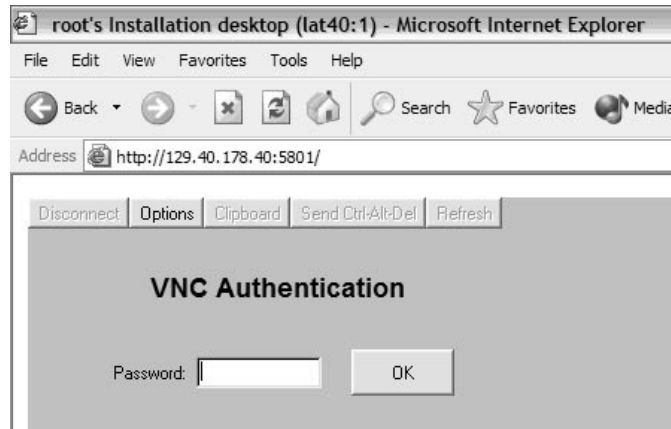 root's Installation desktop (lat40:1) - Microsoft Internet Explorer
File Edit View Favorites Tools Help
Back Search Favorites Media
Address http://129.40.178.40:5801/
Disconnect Options Clipboard Send Ctrl-Alt-Del Refresh
VNC Authentication
Password: OK